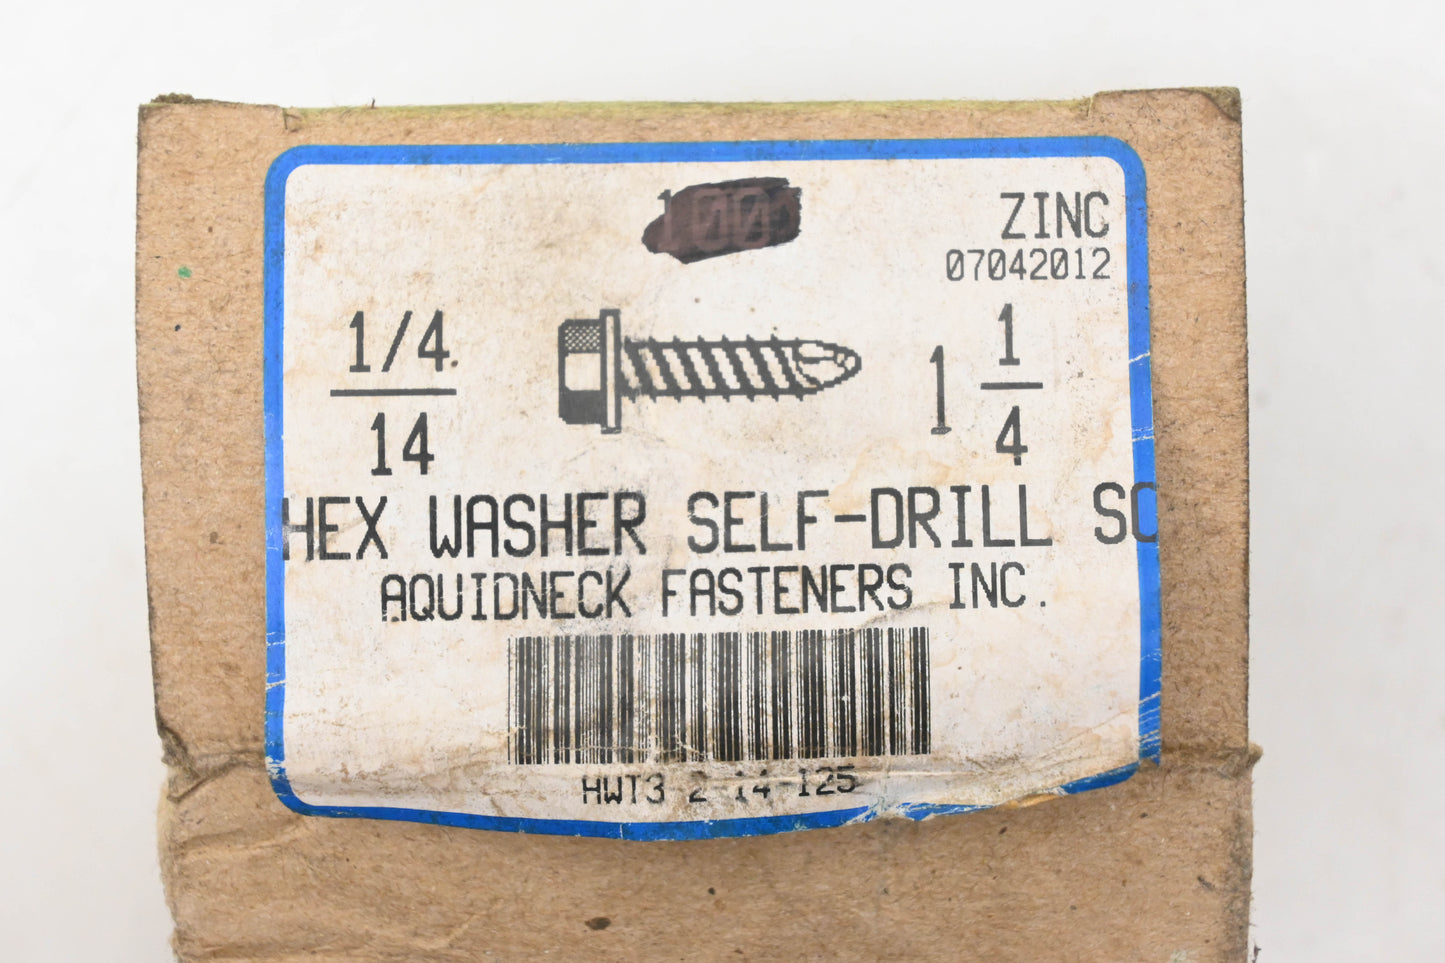 100
ZINC
07042012
1/4
14
1 1/4
HEX WASHER SELF-DRILL SC
AQUIDNECK FASTENERS INC.
HWT3 2-14-125